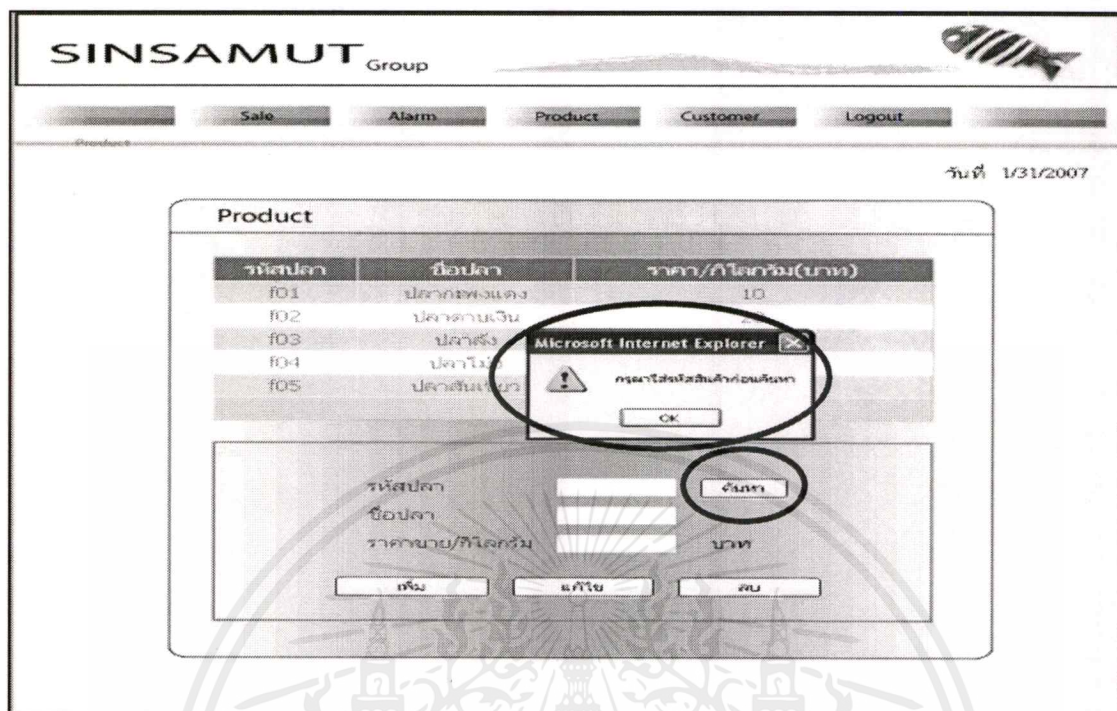 SINSAMUT Group
Sale Alarm Product Customer Logout
Product
วันที่ 1/31/2007
Product
รหัสปลา ชื่อปลา ราคา/กิโลกรัม(บาท)
f01 ปลากะพงแดง 10
f02 ปลาดาบเงิน
f03 ปลาลัง
f04
f05
Microsoft Internet Explorer
กรุณาใส่รหัสสินค้าก่อนค้นหา
OK
รหัสปลา ค้นหา
ชื่อปลา
ราคาขาย/กิโลกรัม บาท
เพิ่ม แก้ไข ลบ